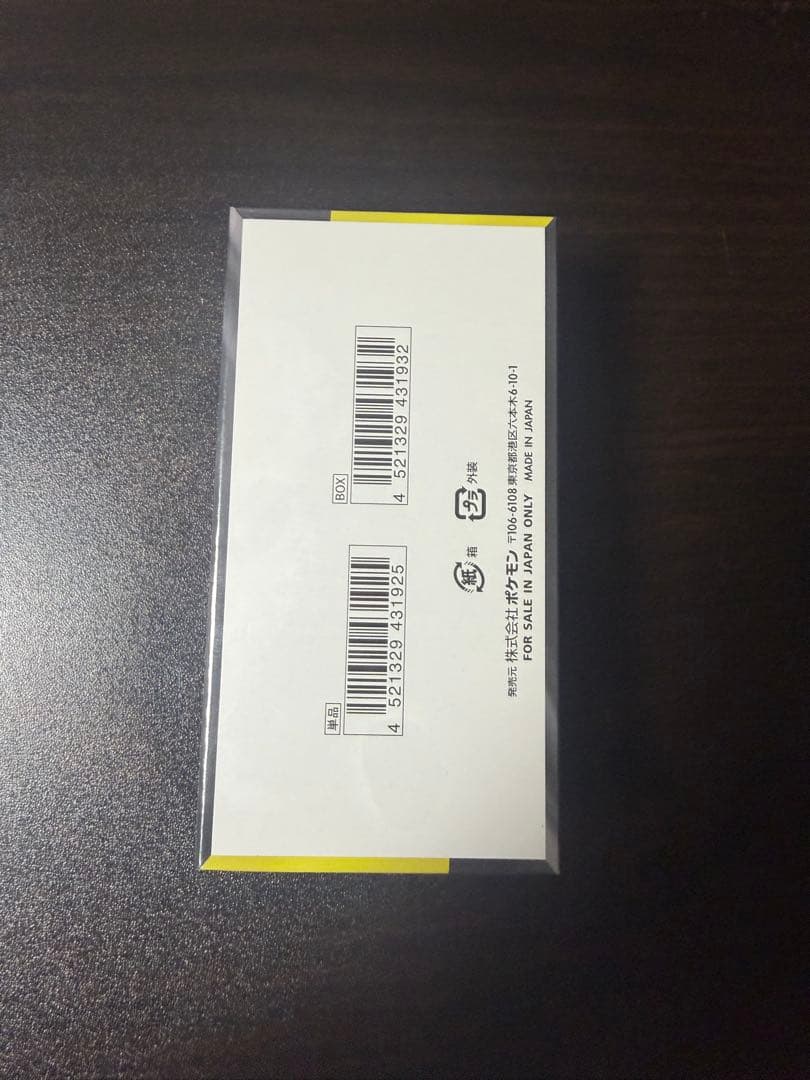 単品
4 521329 431925
BOX
4 521329 431932
紙 箱
プラ 外装
発売元 株式会社 ポケモン 〒106-6108 東京都港区六本木6-10-1
FOR SALE IN JAPAN ONLY MADE IN JAPAN